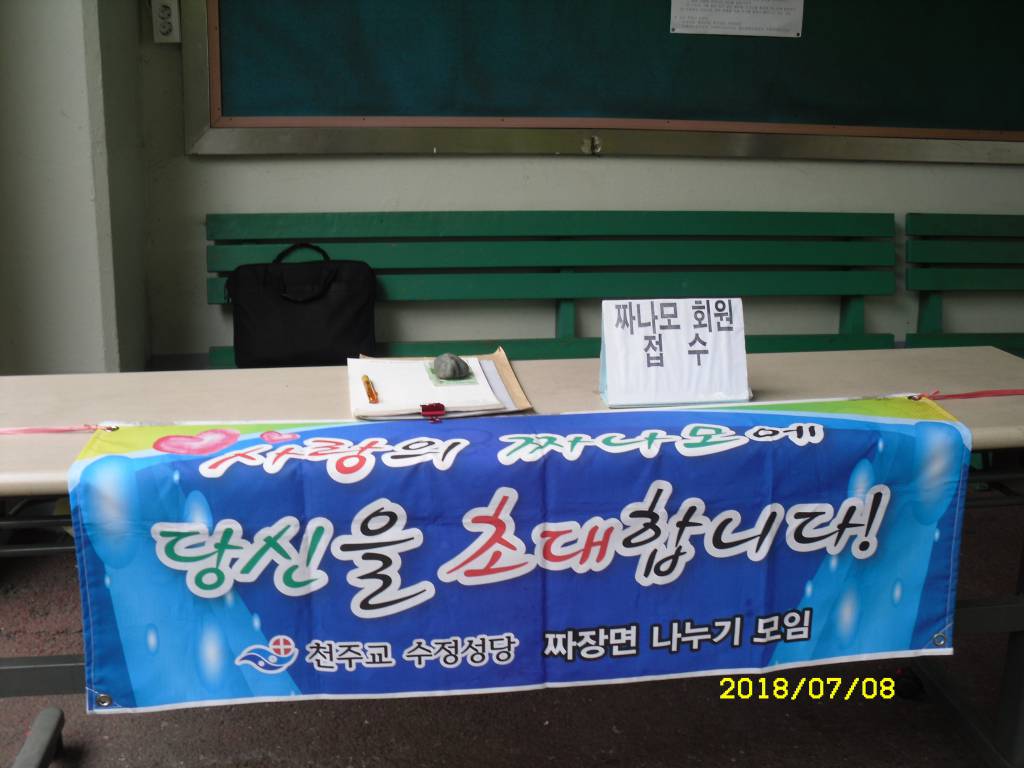 짜나모 회원
접 수
사랑의 짜나모에
당신을 초대합니다!
천주교 수정성당 짜장면 나누기 모임
2018/07/08